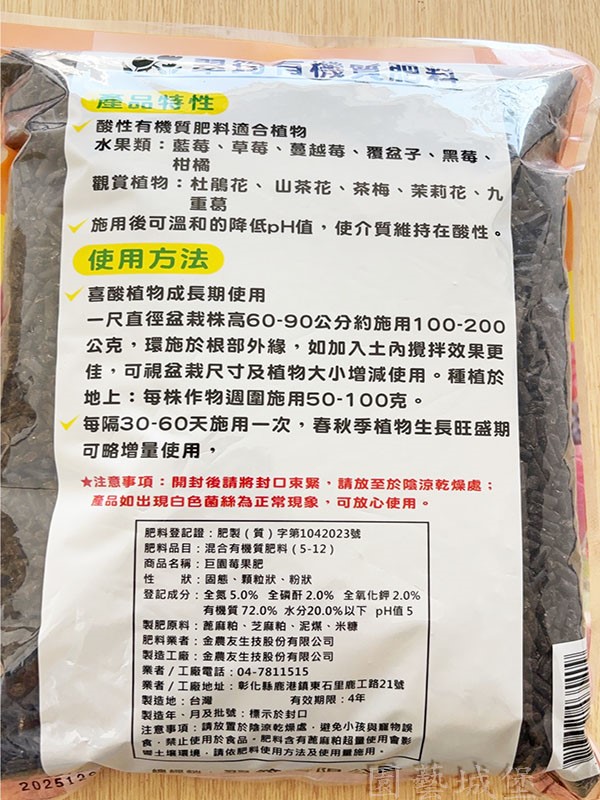 有機質肥料
產品特性
酸性有機質肥料適合植物
水果類：藍莓、草莓、蔓越莓、覆盆子、黑莓、
柑橘
觀賞植物：杜鵑花、山茶花、茶梅、茉莉花、九
重葛
施用後可溫和的降低pH值，使介質維持在酸性。
使用方法
喜酸植物成長期使用
一尺直徑盆栽株高60-90公分約施用100-200
公克，環施於根部外緣，如加入土內攪拌效果更
佳，可視盆栽尺寸及植物大小增減使用。種植於
地上：每株作物週圍施用50-100克。
每隔30-60天施用一次，春秋季植物生長旺盛期
可略增量使用，
★注意事項：開封後請將封口束緊，請放至於陰涼乾燥處；
產品如出現白色菌絲為正常現象，可放心使用。
肥料登記證：肥製（質）字第1042023號
肥料品目：混合有機質肥料（5-12）
商品名稱：巨園莓果肥
性　　狀：固態、顆粒狀、粉狀
登記成分：全氮5.0% 全磷酐2.0% 全氧化鉀2.0%
有機質72.0% 水分20.0%以下 pH值5
製肥原料：蓖麻粕、芝麻粕、泥煤、米糠
肥料業者：金農友生技股份有限公司
製造工廠：金農友生技股份有限公司
業者/工廠電話：04-7811515
業者/工廠地址：彰化縣鹿港鎮東石里鹿工路21號
製造地：台灣　　有效期限：4年
製造年、月及批號：標示於封口
注意事項：請放置於陰涼乾燥處，避免小孩與寵物誤
食、禁止使用於食品。肥料含有蓖麻粕超量使用會影
響土壤環境，請依肥料使用方法及使用量施用。
202512
園藝城堡